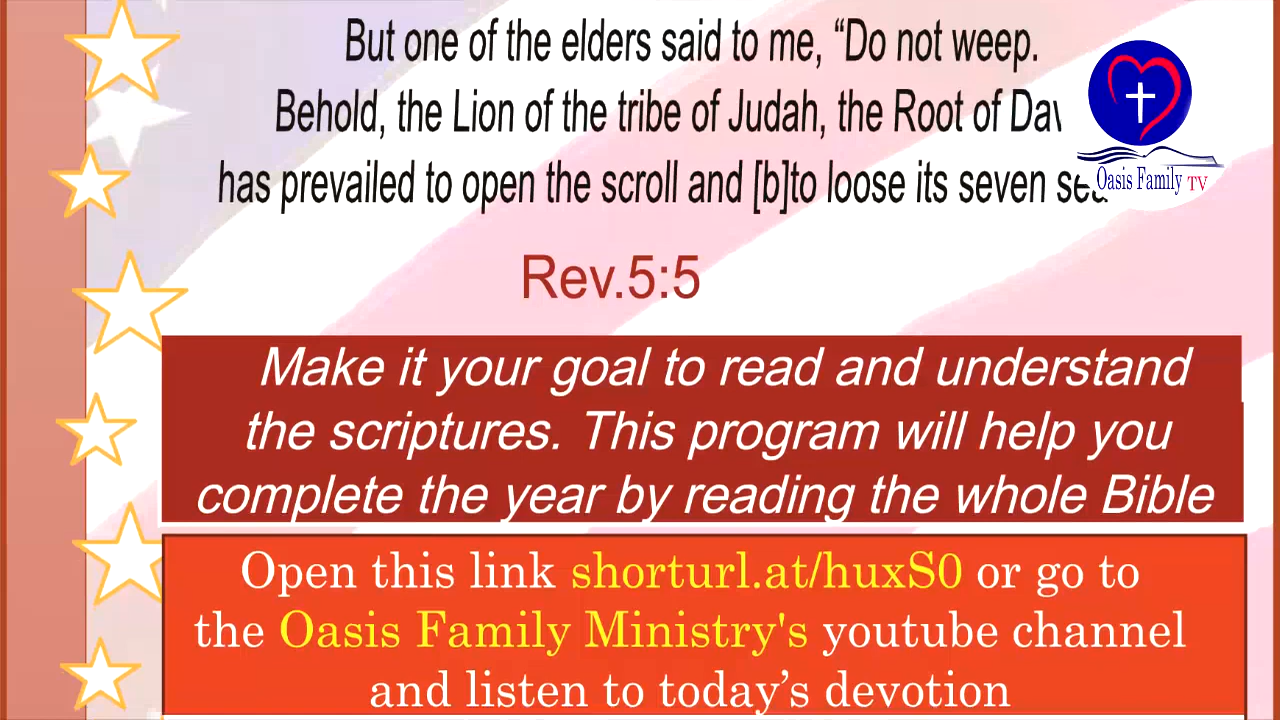 But one of the elders said to me, “Do not weep.
Behold, the Lion of the tribe of Judah, the Root of
has prevailed to open the scroll and [b]to loose its seven
Oasis Family TV
Rev.5:5
Make it your goal to read and understand
the scriptures. This program will help you
complete the year by reading the whole Bible
Open this link shorturl.at/huxS0 or go to
the Oasis Family Ministry's youtube channel
and listen to today’s devotion